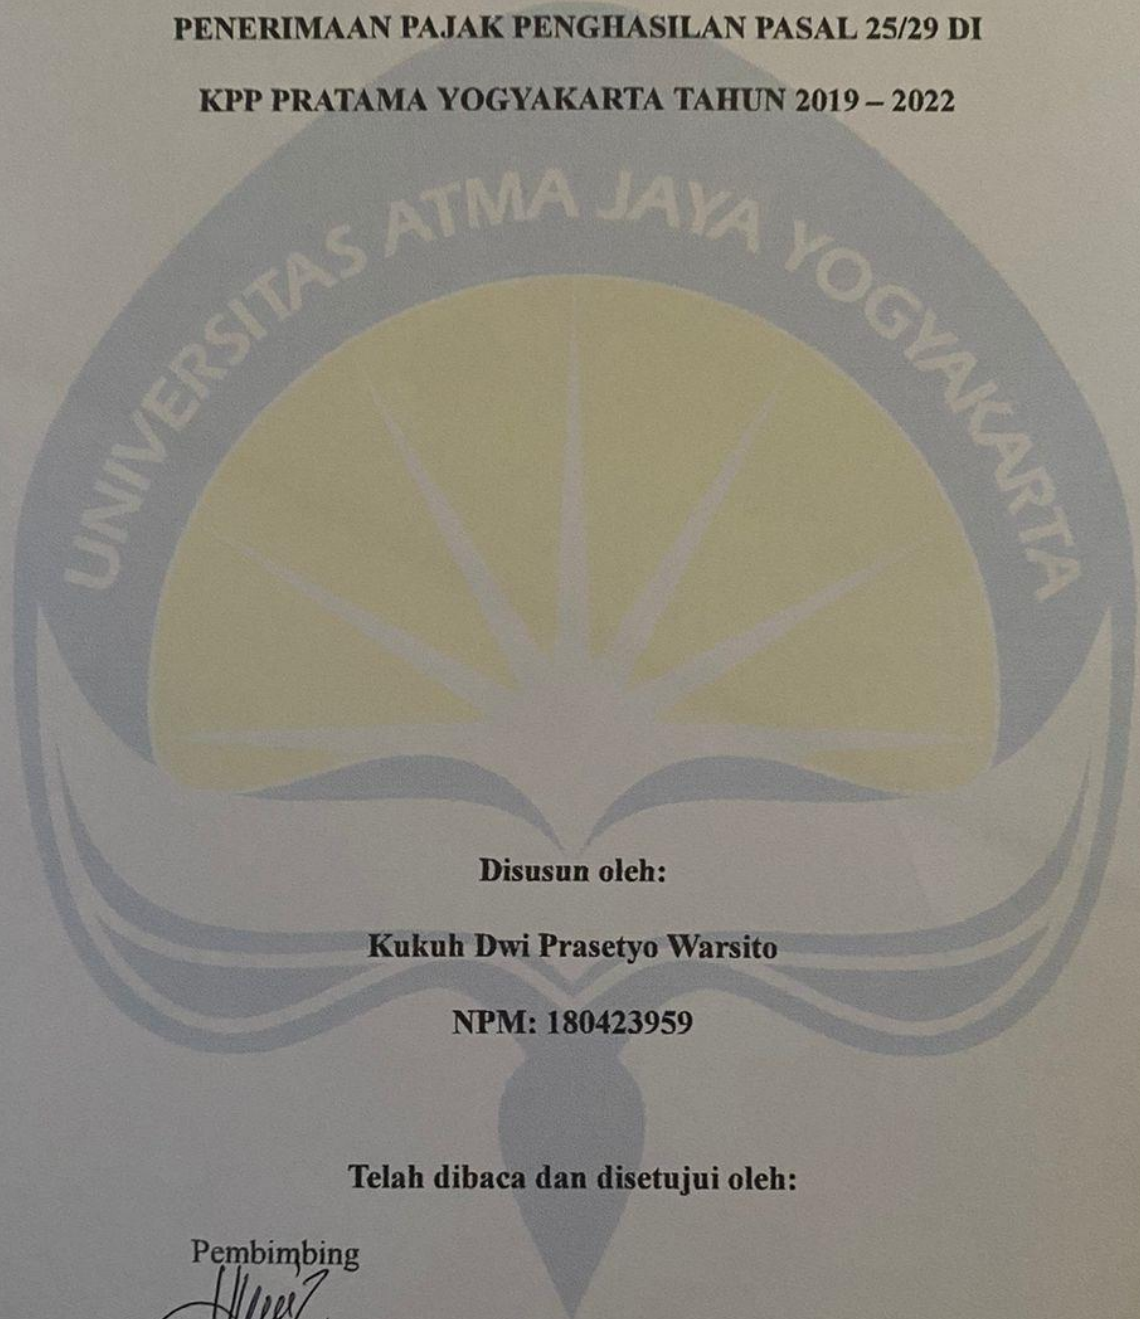 PENERIMAAN PAJAK PENGHASILAN PASAL 25/29 DI
KPP PRATAMA YOGYAKARTA TAHUN 2019 – 2022
UNIVERSITAS ATMA JAYA YOGYAKARTA
Disusun oleh:
Kukuh Dwi Prasetyo Warsito
NPM: 180423959
Telah dibaca dan disetujui oleh:
Pembimbing